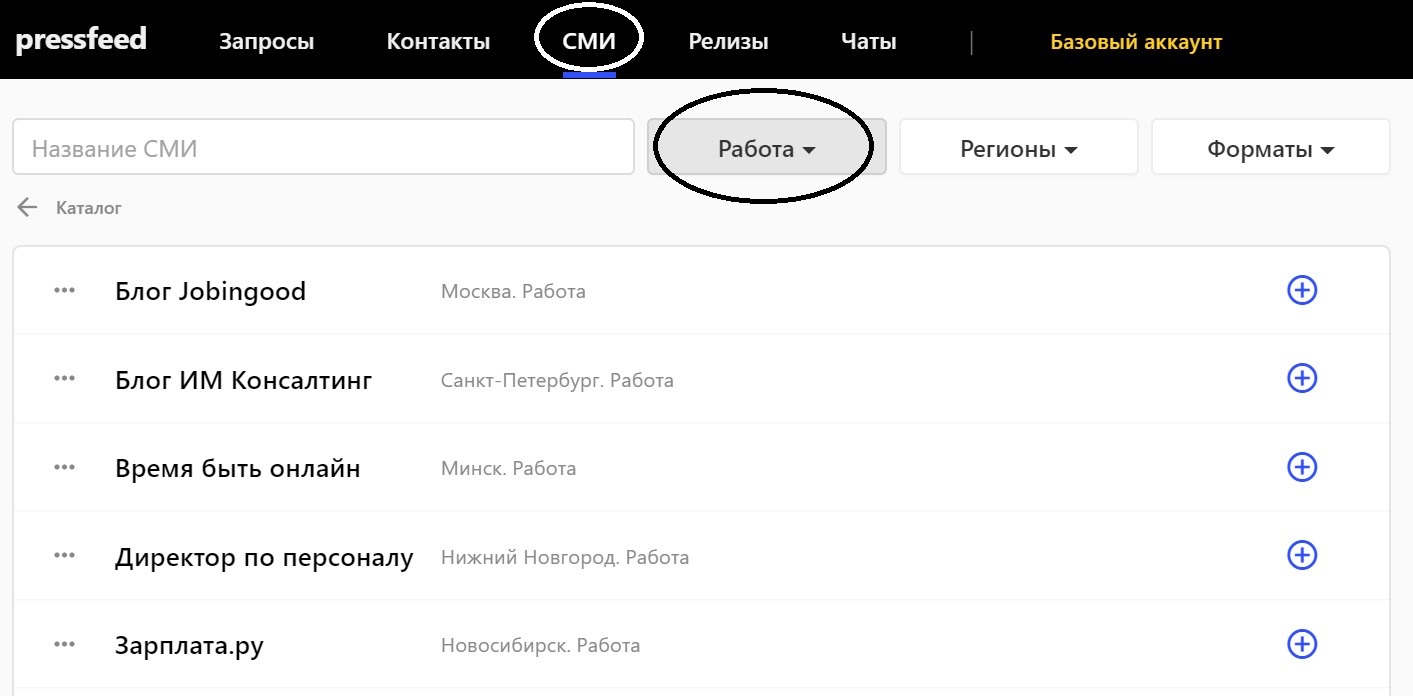 pressfeed Запросы Контакты СМИ Релизы Чаты | Базовый аккаунт
Название СМИ Работа Регионы Форматы
Каталог
Блог Jobingood Москва. Работа
Блог ИМ Консалтинг Санкт-Петербург. Работа
Время быть онлайн Минск. Работа
Директор по персоналу Нижний Новгород. Работа
Зарплата.ру Новосибирск. Работа